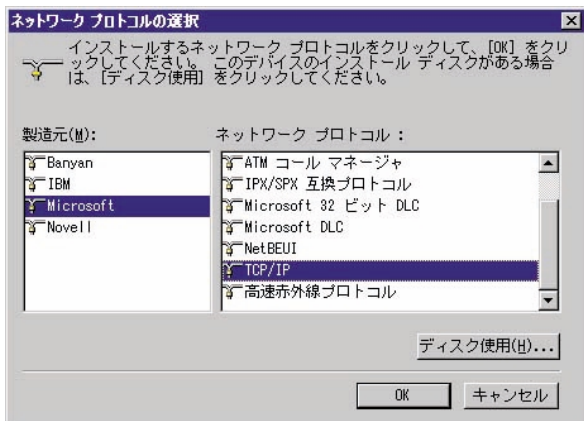 ネットワーク プロトコルの選択
インストールするネットワーク プロトコルをクリックして、[OK] をクリ
ックしてください。 このデバイスのインストール ディスクがある場合
は、[ディスク使用] をクリックしてください。
製造元(M):
Banyan
IBM
Microsoft
Novell
ネットワーク プロトコル :
ATM コール マネージャ
IPX/SPX 互換プロトコル
Microsoft 32 ビット DLC
Microsoft DLC
NetBEUI
TCP/IP
高速赤外線プロトコル
ディスク使用(H)...
OK
キャンセル